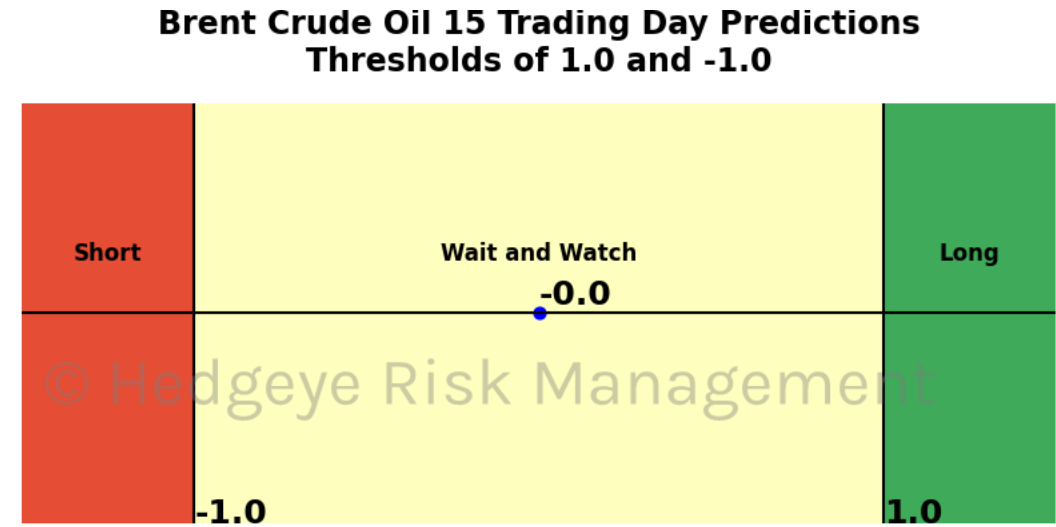 Brent Crude Oil 15 Trading Day Predictions
Thresholds of 1.0 and -1.0
Short
Wait and Watch
Long
-0.0
© Hedgeye Risk Management
-1.0
1.0